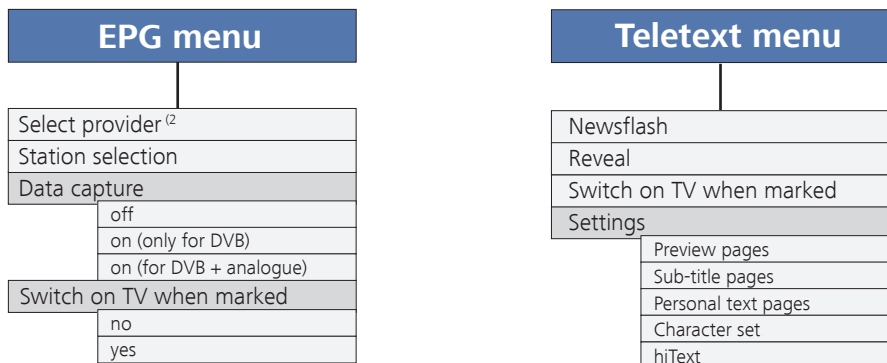 EPG menu
Select provider (2
Station selection
Data capture
off
on (only for DVB)
on (for DVB + analogue)
Switch on TV when marked
no
yes
Teletext menu
Newsflash
Reveal
Switch on TV when marked
Settings
Preview pages
Sub-title pages
Personal text pages
Character set
hiText